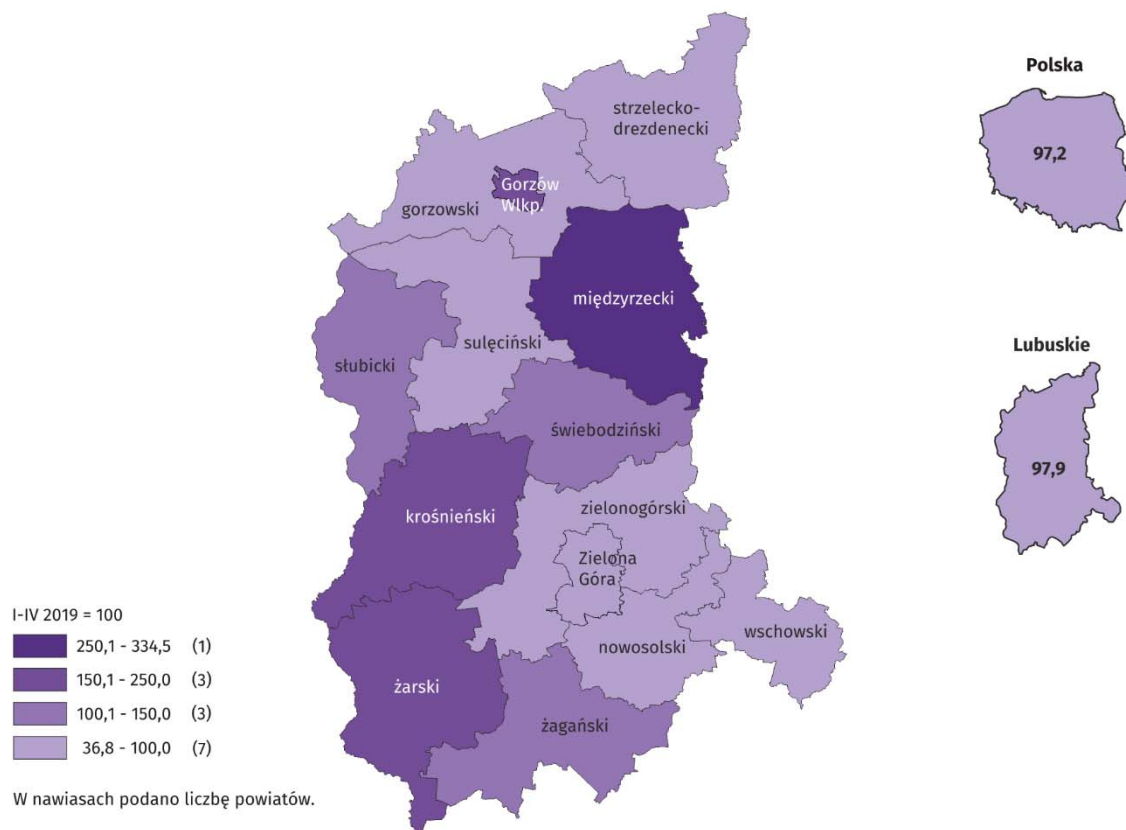 strzelecko-
drezdenecki
Gorzów
Wlkp.
gorzowski
międzyrzecki
sulęciński
słubicki
świebodziński
krośnieński
zielonogórski
Zielona
Góra
wschowski
nowosolski
żarski
żagański
Polska
97,2
Lubuskie
97,9
I-IV 2019 = 100
250,1 - 334,5 (1)
150,1 - 250,0 (3)
100,1 - 150,0 (3)
36,8 - 100,0 (7)
W nawiasach podano liczbę powiatów.